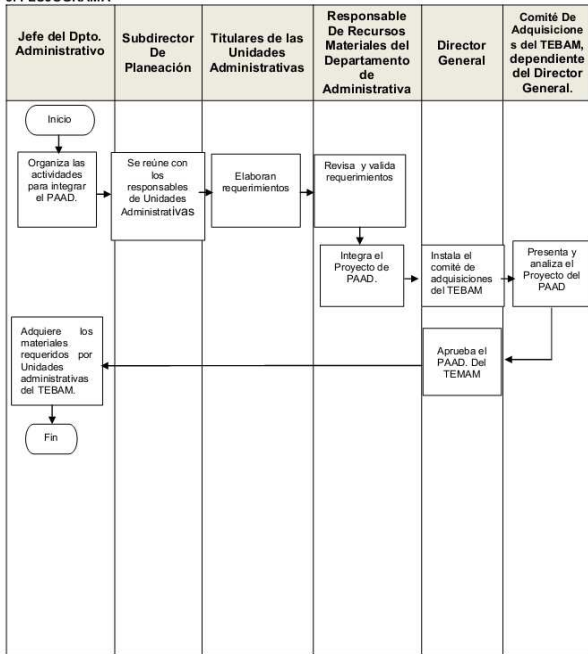 5. FLUJOGRAMA
Jefe del Dpto.
Administrativo
Subdirector
De
Planeación
Titulares de las
Unidades
Administrativas
Responsable
De Recursos
Materiales del
Departamento
de
Administrativa
Director
General
Comité De
Adquisicione
s del TEBAM,
dependiente
del Director
General.
Inicio
Organiza las
actividades
para integrar
el PAAD.
Se reúne con
los
responsables
de Unidades
Administrativas
Elaboran
requerimientos
Revisa y valida
requerimientos
Integra el
Proyecto de
PAAD.
Instala el
comité de
adquisiciones
del TEBAM
Presenta y
analiza el
Proyecto del
PAAD
Aprueba el
PAAD. Del
TEMAM
Adquiere los
materiales
requeridos por
Unidades
administrativas
del TEBAM.
Fin